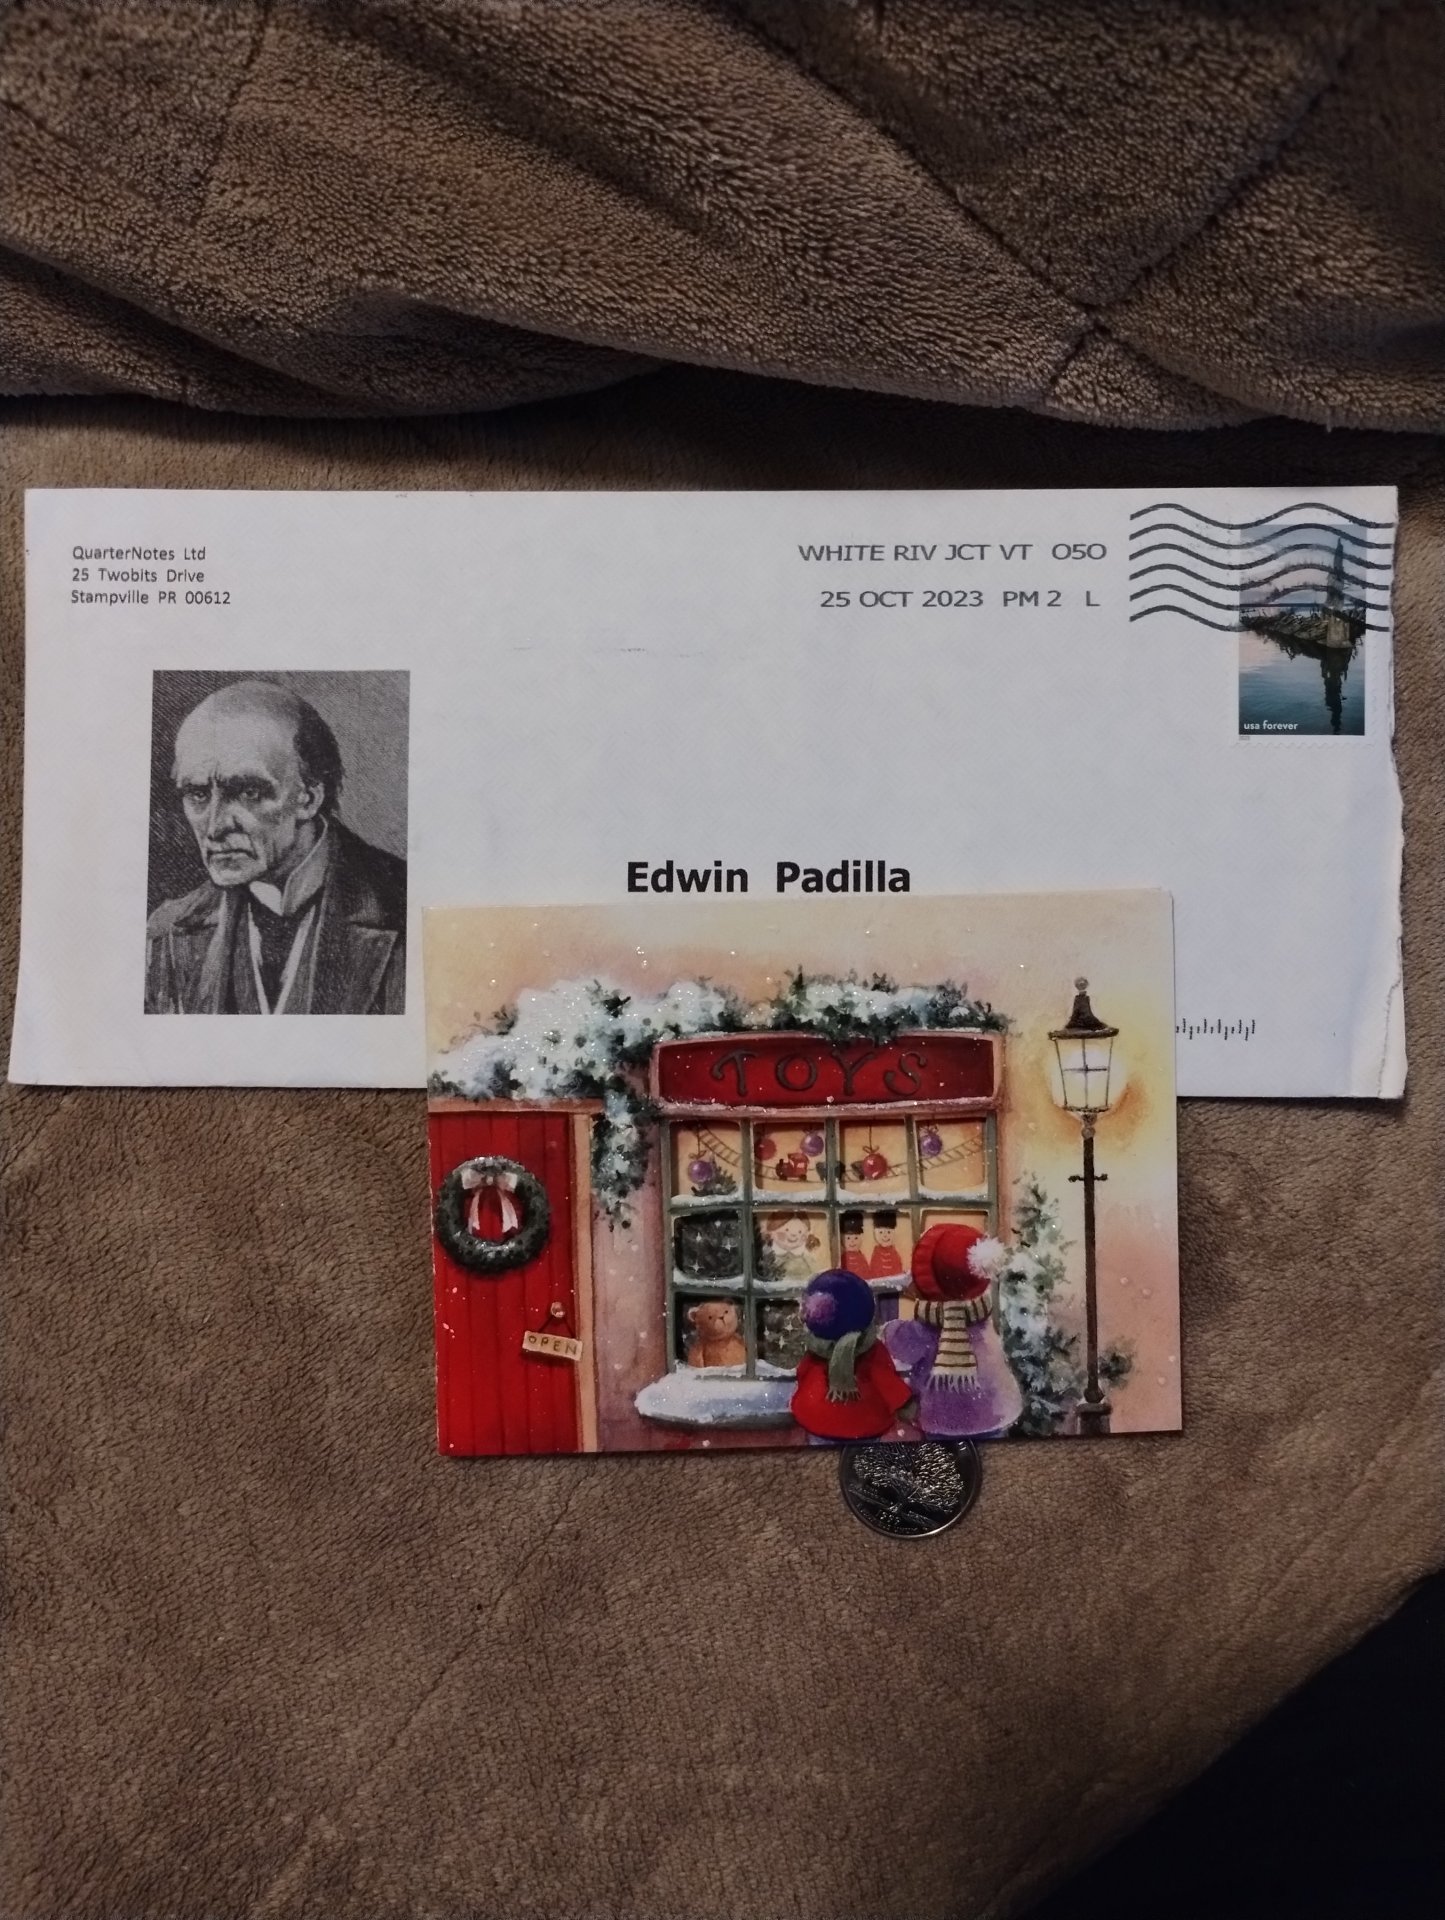 QuarterNotes Ltd
25 Twobits Drive
Stampville PR 00612
WHITE RIV JCT VT 050
25 OCT 2023 PM 2 L
usa forever
Edwin Padilla
TOYS
OPEN